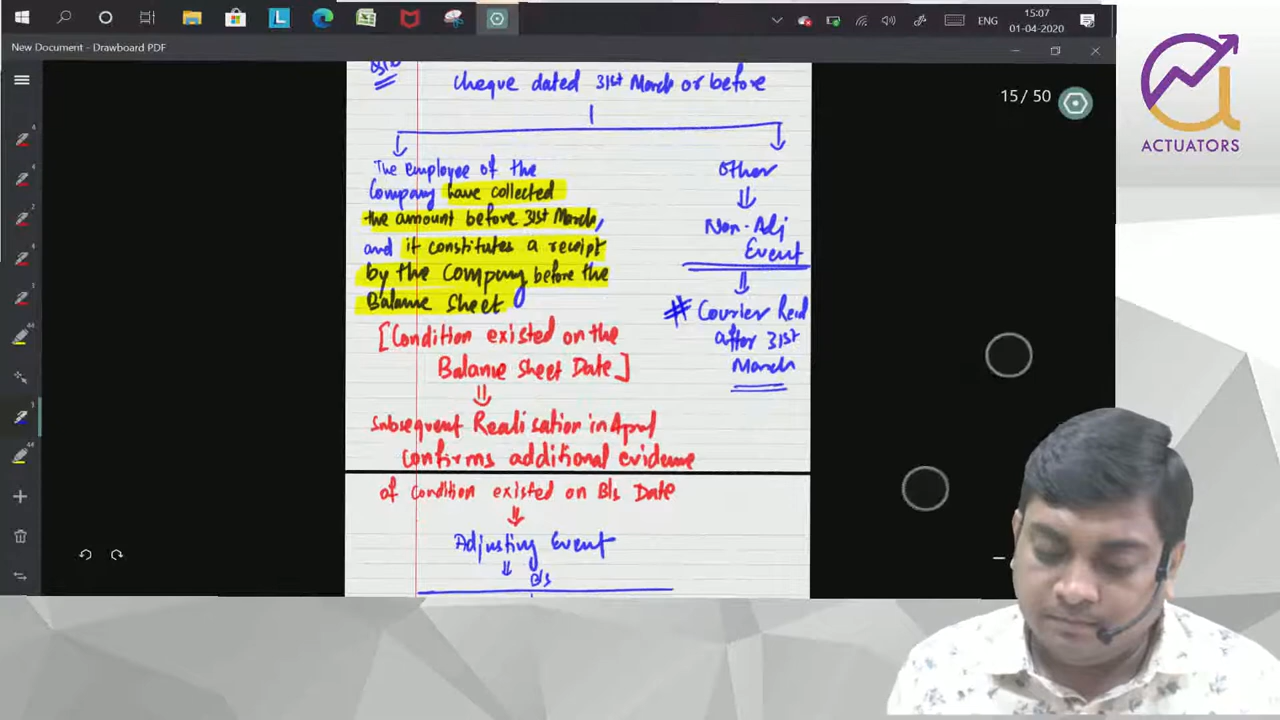 15:07
ENG
01-04-2020
New Document - Drawboard PDF
15 / 50
ACTUATORS
Cheque dated 31st March or before
The employee of the
Company have collected
the amount before 31st March,
and it constitutes a receipt
by the Company before the
Balance Sheet
[Condition existed on the
Balance Sheet Date]
⇓
Subsequent Realisation in April
confirms additional evidence
of Condition existed on B/s Date
⇓
Adjusting Event
⇓ B/s
Other
⇓
Non-Adj
Event
⇓
# Courier Recd
after 31st
March